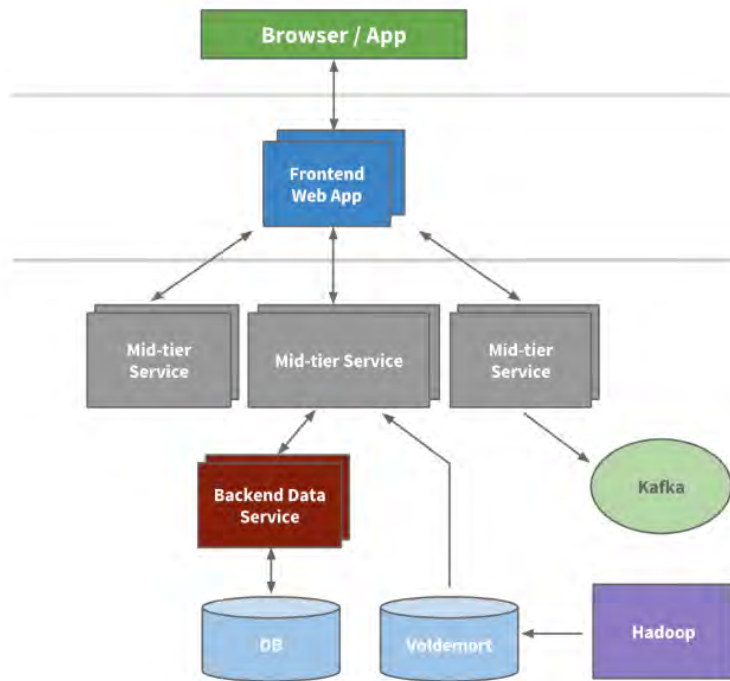 Browser / App
Frontend
Web App
Mid-tier
Service
Mid-tier Service
Mid-tier
Service
Backend Data
Service
Kafka
DB
Voldemort
Hadoop